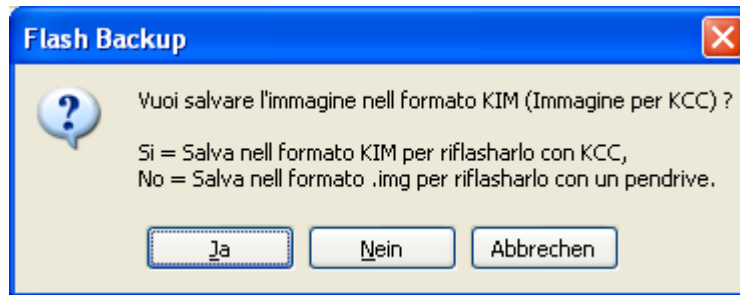 Flash Backup
Vuoi salvare l'immagine nell formato KIM (Immagine per KCC) ?
Si = Salva nell formato KIM per riflasharlo con KCC,
No = Salva nell formato .img per riflasharlo con un pendrive.
Ja Nein Abbrechen